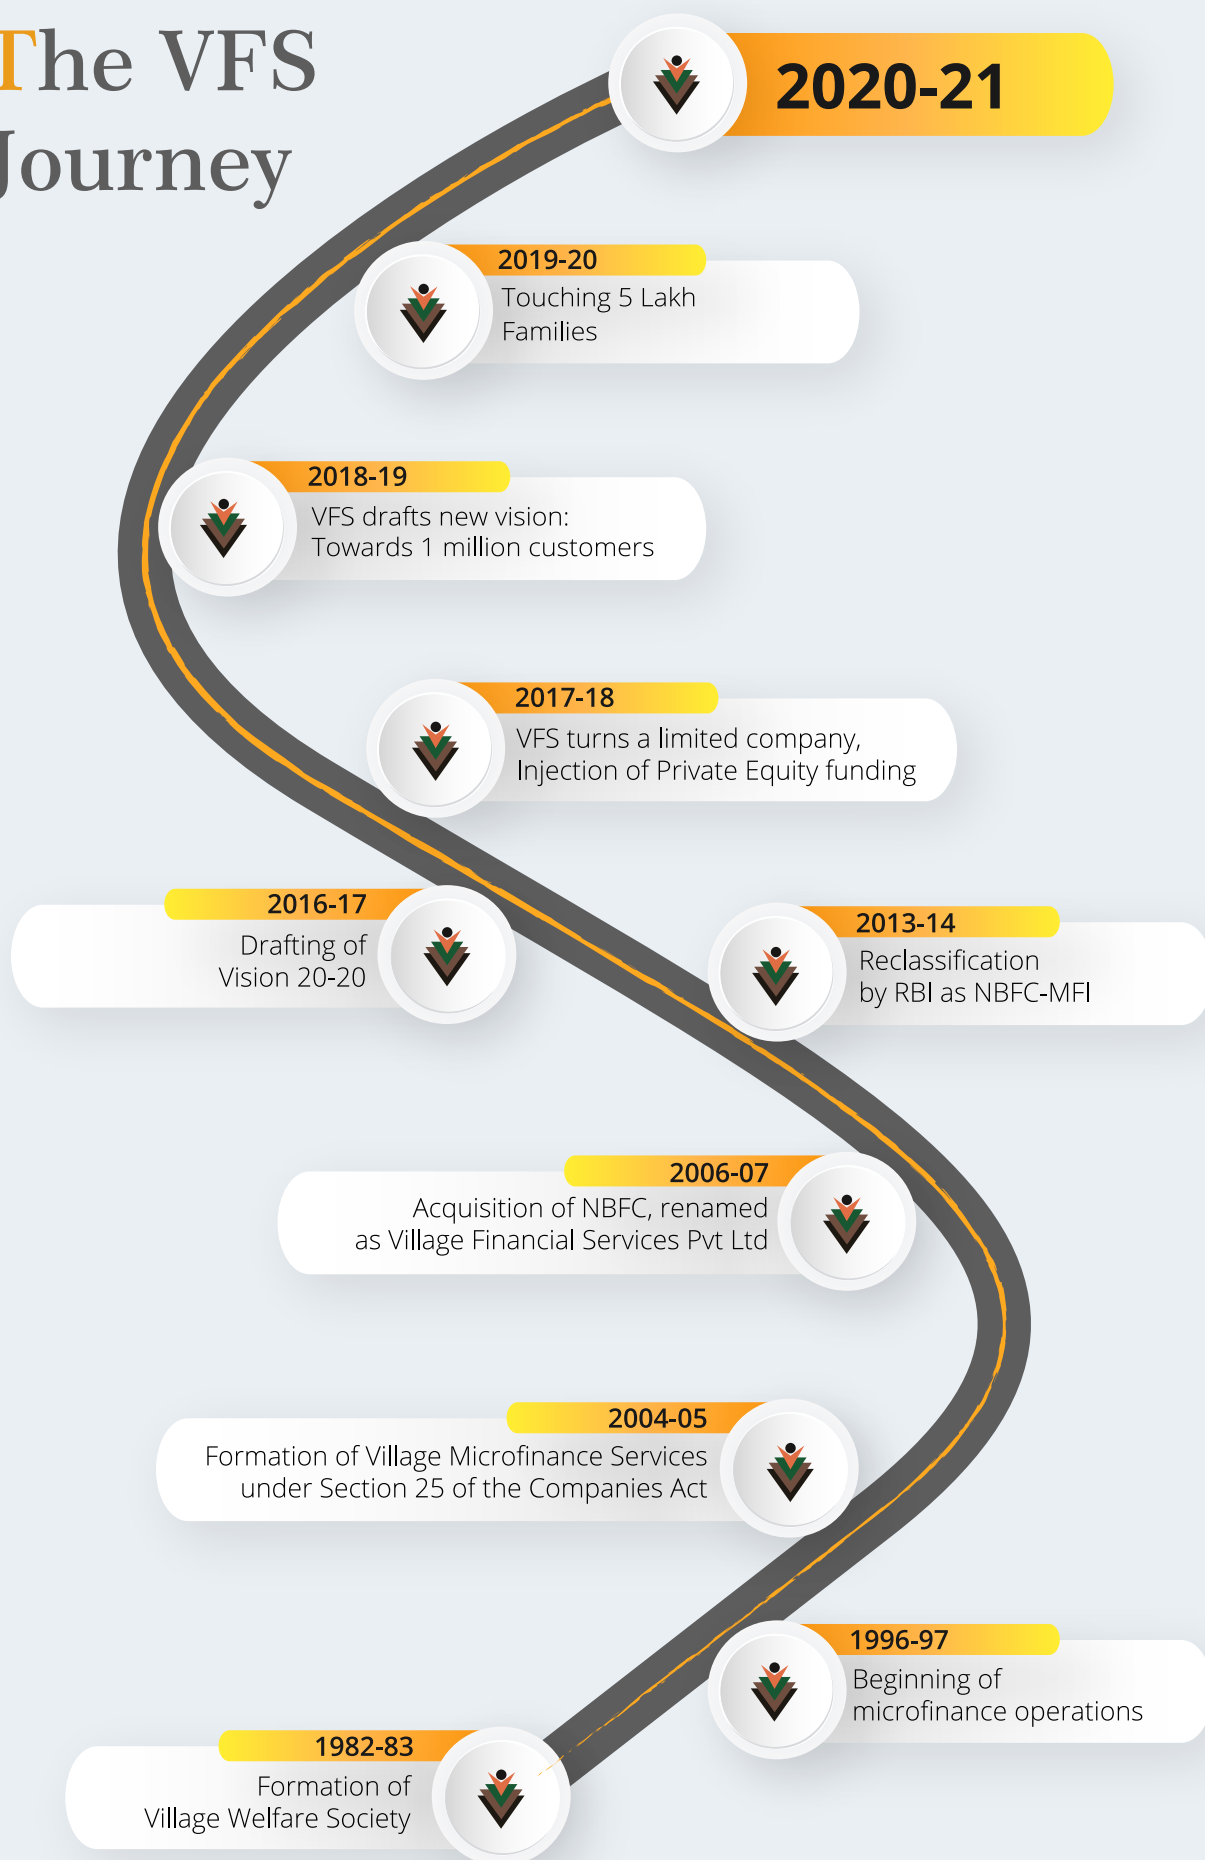 The VFS
Journey
2020-21
2019-20
Touching 5 Lakh
Families
2018-19
VFS drafts new vision:
Towards 1 million customers
2017-18
VFS turns a limited company,
Injection of Private Equity funding
2016-17
Drafting of
Vision 20-20
2013-14
Reclassification
by RBI as NBFC-MFI
2006-07
Acquisition of NBFC, renamed
as Village Financial Services Pvt Ltd
2004-05
Formation of Village Microfinance Services
under Section 25 of the Companies Act
1996-97
Beginning of
microfinance operations
1982-83
Formation of
Village Welfare Society